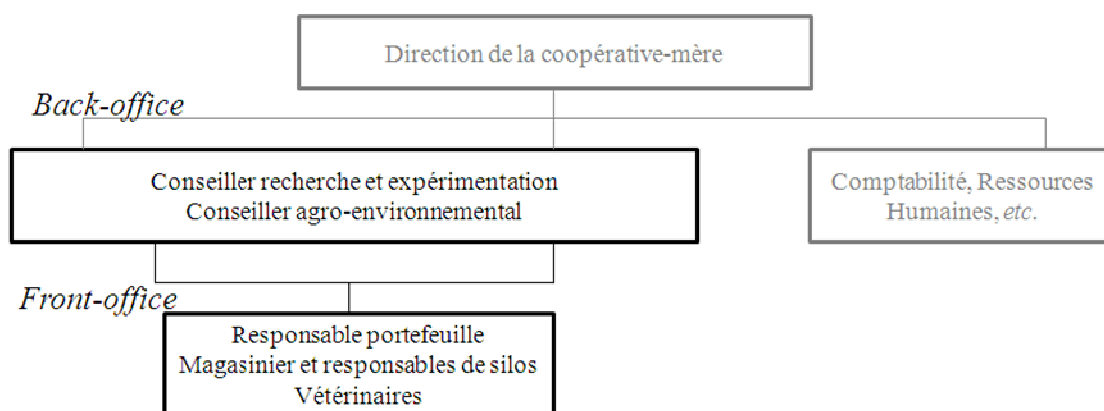 Direction de la coopérative-mère
Back-office
Conseiller recherche et expérimentation
Conseiller agro-environnemental
Comptabilité, Ressources
Humaines, etc.
Front-office
Responsable portefeuille
Magasinier et responsables de silos
Vétérinaires